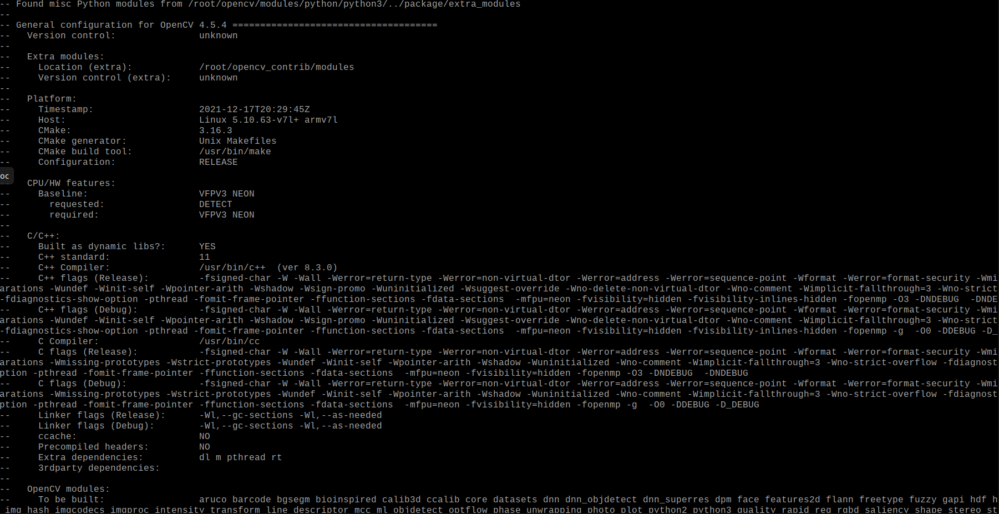 -- Found misc Python modules from /root/opencv/modules/python/python3/../package/extra_modules
--
-- General configuration for OpenCV 4.5.4 =====================================
--   Version control:               unknown
--
--   Extra modules:
--     Location (extra):            /root/opencv_contrib/modules
--     Version control (extra):     unknown
--
--   Platform:
--     Timestamp:                   2021-12-17T20:29:45Z
--     Host:                        Linux 5.10.63-v7l+ armv7l
--     CMake:                       3.16.3
--     CMake generator:             Unix Makefiles
--     CMake build tool:            /usr/bin/make
--     Configuration:               RELEASE
oc
--   CPU/HW features:
--     Baseline:                    VFPV3 NEON
--       requested:                 DETECT
--       required:                  VFPV3 NEON
--
--   C/C++:
--     Built as dynamic libs?:      YES
--     C++ standard:                11
--     C++ Compiler:                /usr/bin/c++  (ver 8.3.0)
--     C++ flags (Release):         -fsigned-char -W -Wall -Werror=return-type -Werror=non-virtual-dtor -Werror=address -Werror=sequence-point -Wformat -Werror=format-security -Wmi
arations -Wundef -Winit-self -Wpointer-arith -Wshadow -Wsign-promo -Wuninitialized -Wsuggest-override -Wno-delete-non-virtual-dtor -Wno-comment -Wimplicit-fallthrough=3 -Wno-strict
-fdiagnostics-show-option -pthread -fomit-frame-pointer -ffunction-sections -fdata-sections  -mfpu=neon -fvisibility=hidden -fvisibility-inlines-hidden -fopenmp -O3 -DNDEBUG  -DNDE
--     C++ flags (Debug):           -fsigned-char -W -Wall -Werror=return-type -Werror=non-virtual-dtor -Werror=address -Werror=sequence-point -Wformat -Werror=format-security -Wmi
arations -Wundef -Winit-self -Wpointer-arith -Wshadow -Wsign-promo -Wuninitialized -Wsuggest-override -Wno-delete-non-virtual-dtor -Wno-comment -Wimplicit-fallthrough=3 -Wno-strict
-fdiagnostics-show-option -pthread -fomit-frame-pointer -ffunction-sections -fdata-sections  -mfpu=neon -fvisibility=hidden -fvisibility-inlines-hidden -fopenmp -g  -O0 -DDEBUG -D_
--     C Compiler:                  /usr/bin/cc
--     C flags (Release):           -fsigned-char -W -Wall -Werror=return-type -Werror=non-virtual-dtor -Werror=address -Werror=sequence-point -Wformat -Werror=format-security -Wmi
arations -Wmissing-prototypes -Wstrict-prototypes -Wundef -Winit-self -Wpointer-arith -Wshadow -Wuninitialized -Wno-comment -Wimplicit-fallthrough=3 -Wno-strict-overflow -fdiagnost
ption -pthread -fomit-frame-pointer -ffunction-sections -fdata-sections  -mfpu=neon -fvisibility=hidden -fopenmp -O3 -DNDEBUG  -DNDEBUG
--     C flags (Debug):             -fsigned-char -W -Wall -Werror=return-type -Werror=non-virtual-dtor -Werror=address -Werror=sequence-point -Wformat -Werror=format-security -Wmi
arations -Wmissing-prototypes -Wstrict-prototypes -Wundef -Winit-self -Wpointer-arith -Wshadow -Wuninitialized -Wno-comment -Wimplicit-fallthrough=3 -Wno-strict-overflow -fdiagnost
ption -pthread -fomit-frame-pointer -ffunction-sections -fdata-sections  -mfpu=neon -fvisibility=hidden -fopenmp -g  -O0 -DDEBUG -D_DEBUG
--     Linker flags (Release):      -Wl,--gc-sections -Wl,--as-needed
--     Linker flags (Debug):        -Wl,--gc-sections -Wl,--as-needed
--     ccache:                      NO
--     Precompiled headers:         NO
--     Extra dependencies:          dl m pthread rt
--     3rdparty dependencies:
--
--   OpenCV modules:
--     To be built:                 aruco barcode bgsegm bioinspired calib3d ccalib core datasets dnn dnn_objdetect dnn_superres dpm face features2d flann freetype fuzzy gapi hdf h
 img_hash imgcodecs imgproc intensity_transform line_descriptor mcc ml objdetect optflow phase_unwrapping photo plot python2 python3 quality rapid reg rgbd saliency shape stereo st